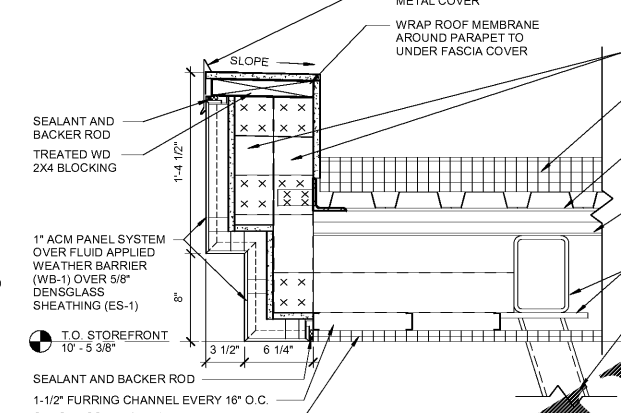 METAL COVER
WRAP ROOF MEMBRANE
AROUND PARAPET TO
UNDER FASCIA COVER
SLOPE
SEALANT AND
BACKER ROD
TREATED WD
2X4 BLOCKING
1'-4 1/2"
1" ACM PANEL SYSTEM
OVER FLUID APPLIED
WEATHER BARRIER
(WB-1) OVER 5/8"
DENSGLASS
SHEATHING (ES-1)
8"
T.O. STOREFRONT
10' - 5 3/8"
3 1/2"
6 1/4"
SEALANT AND BACKER ROD
1-1/2" FURRING CHANNEL EVERY 16" O.C.